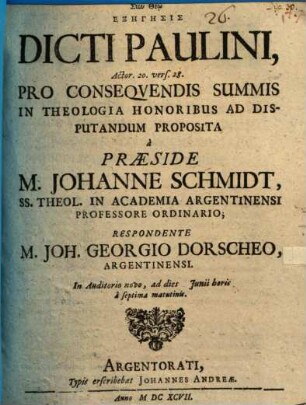 Σὺν Θεῷ
ΕΞΗΓΗΣΙΣ
DICTI PAULINI,
Actor. 20. vers. 28.
PRO CONSEQVENDIS SUMMIS
IN THEOLOGIA HONORIBUS AD DIS-
PUTANDUM PROPOSITA
à
PRÆSIDE
M. JOHANNE SCHMIDT,
SS. THEOL. IN ACADEMIA ARGENTINENSI
PROFESSORE ORDINARIO;
RESPONDENTE
M. JOH. GEORGIO DORSCHEO,
ARGENTINENSI.
In Auditorio novo, ad dies Junii horis
à septima matutinis.
ARGENTORATI,
Typis exscribebat JOHANNES ANDREÆ.
Anno M DC XCVII.